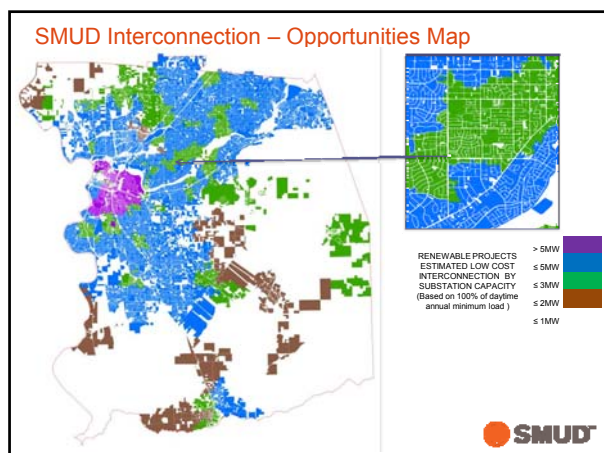 SMUD Interconnection – Opportunities Map
RENEWABLE PROJECTS
ESTIMATED LOW COST
INTERCONNECTION BY
SUBSTATION CAPACITY
(Based on 100% of daytime
annual minimum load )
> 5MW
≤ 5MW
≤ 3MW
≤ 2MW
≤ 1MW
SMUD